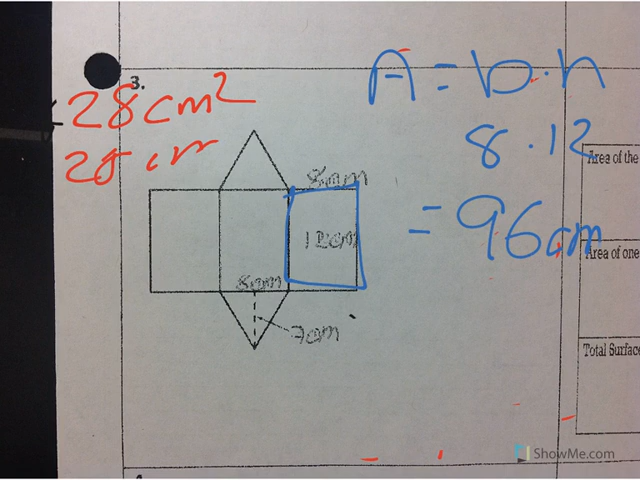 3.
28cm²
28 cm
A = b·h
8·12
= 96cm
8cm
12cm
8cm
7cm
Area of the
Area of one
Total Surface
ShowMe.com